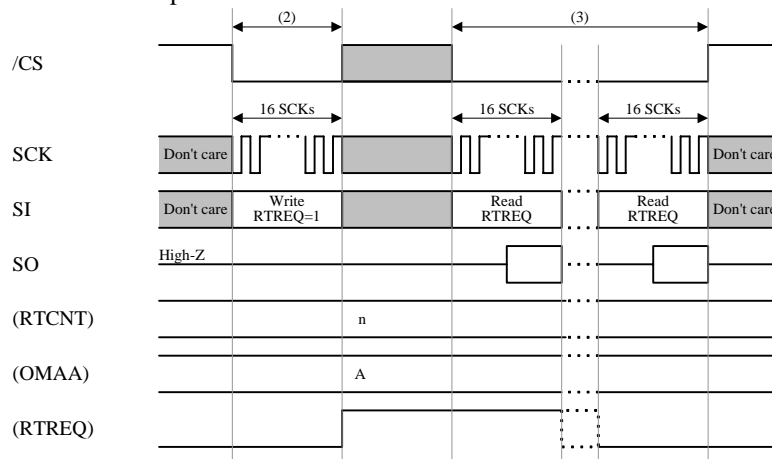 (2) (3)
/CS
16 SCKs 16 SCKs 16 SCKs
SCK Don't care Don't care
SI Don't care Write RTREQ=1 Read RTREQ Read RTREQ Don't care
SO High-Z
(RTCNT) n
(OMAA) A
(RTREQ)